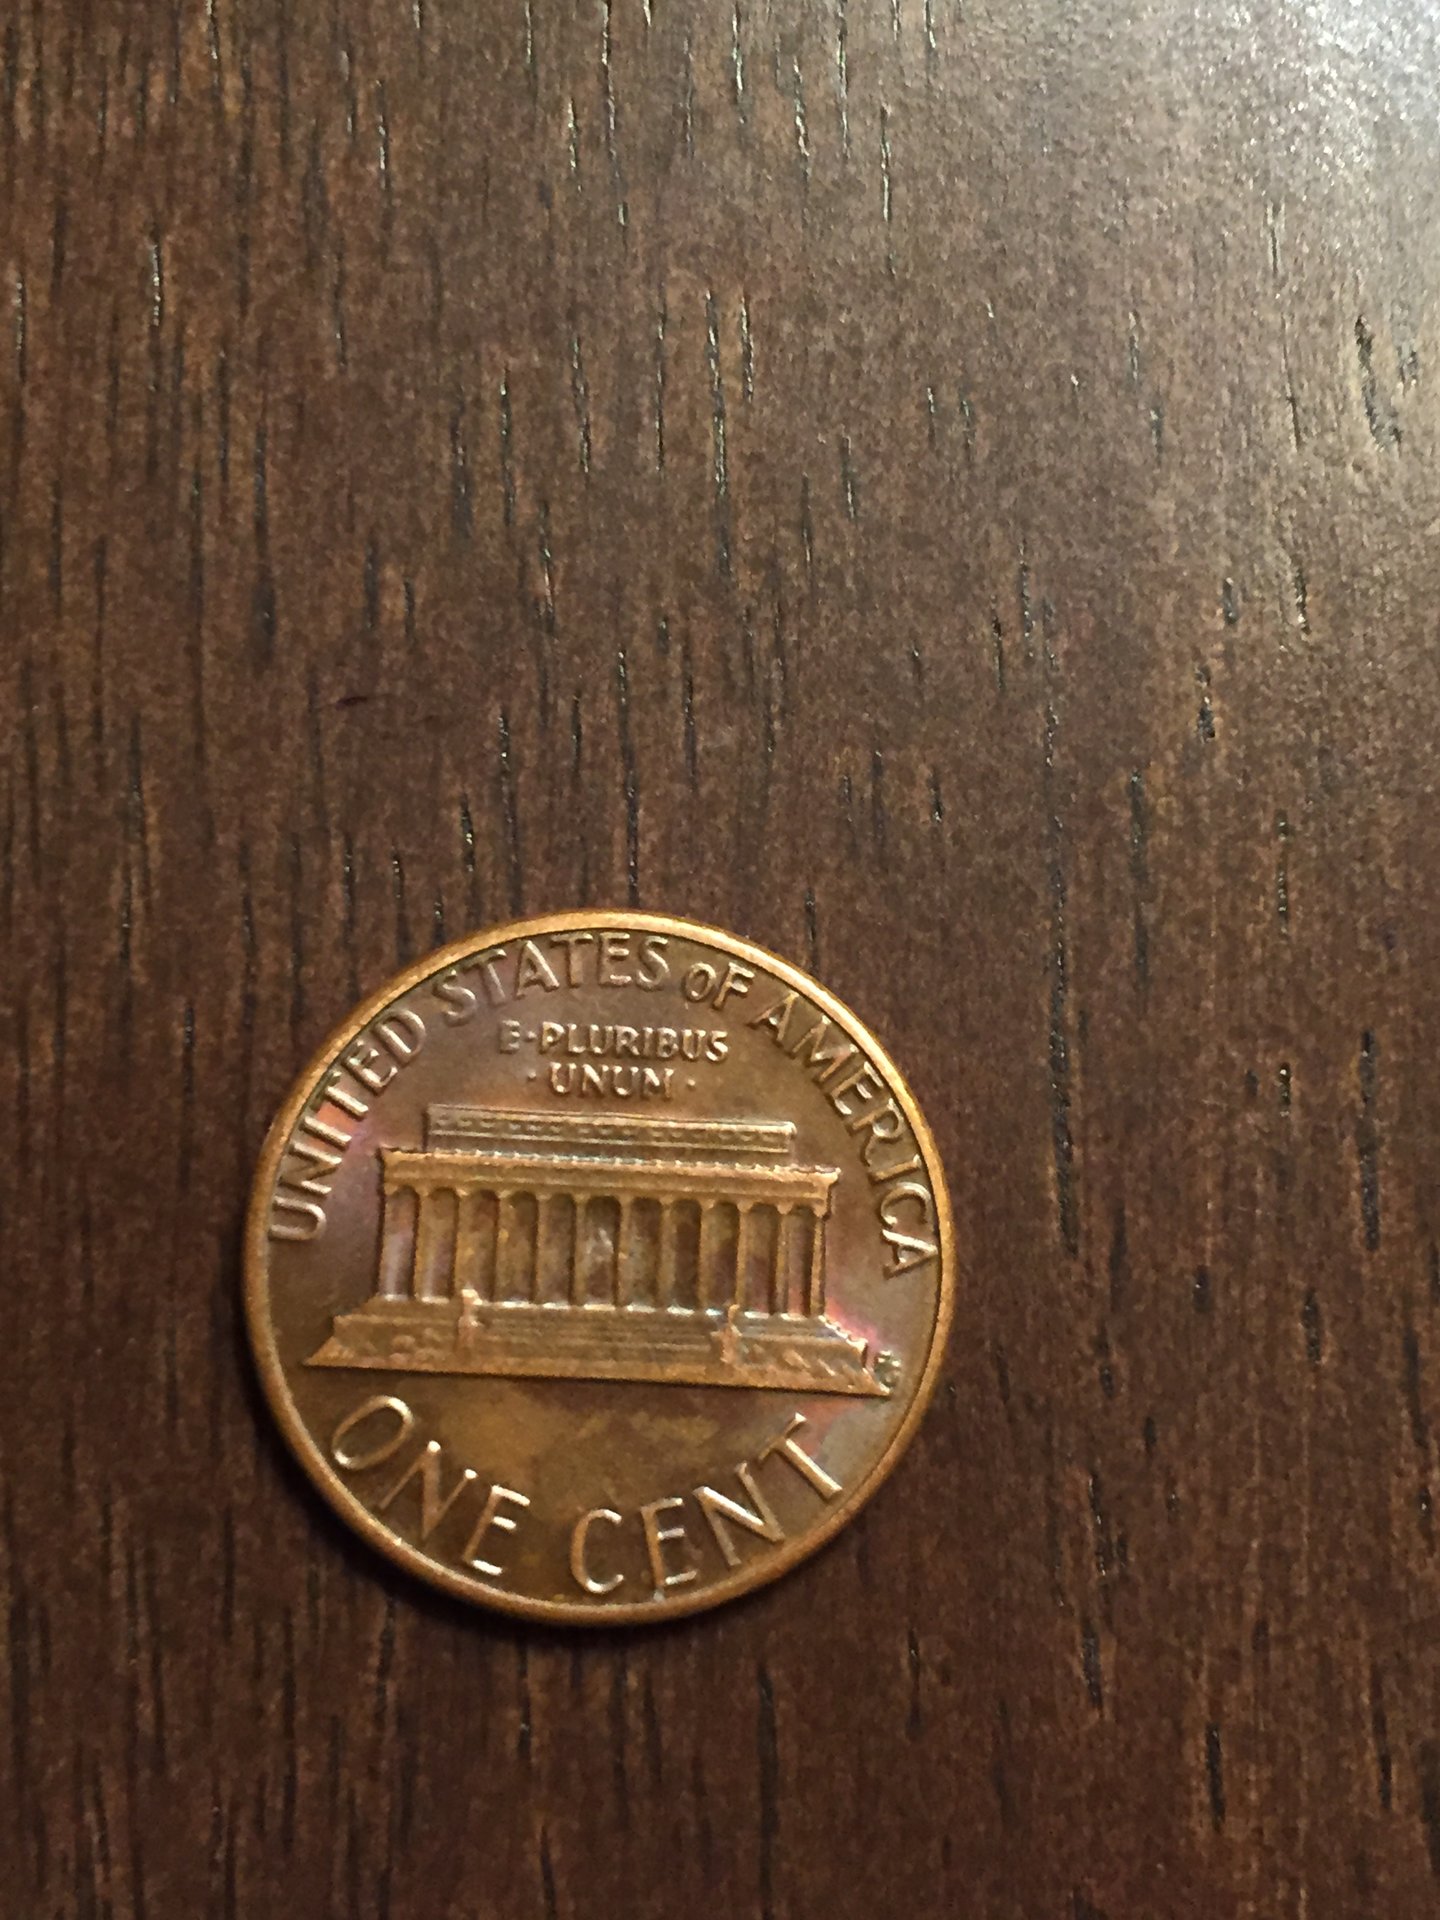 UNITED STATES OF AMERICA
E·PLURIBUS
·UNUM·
ONE CENT